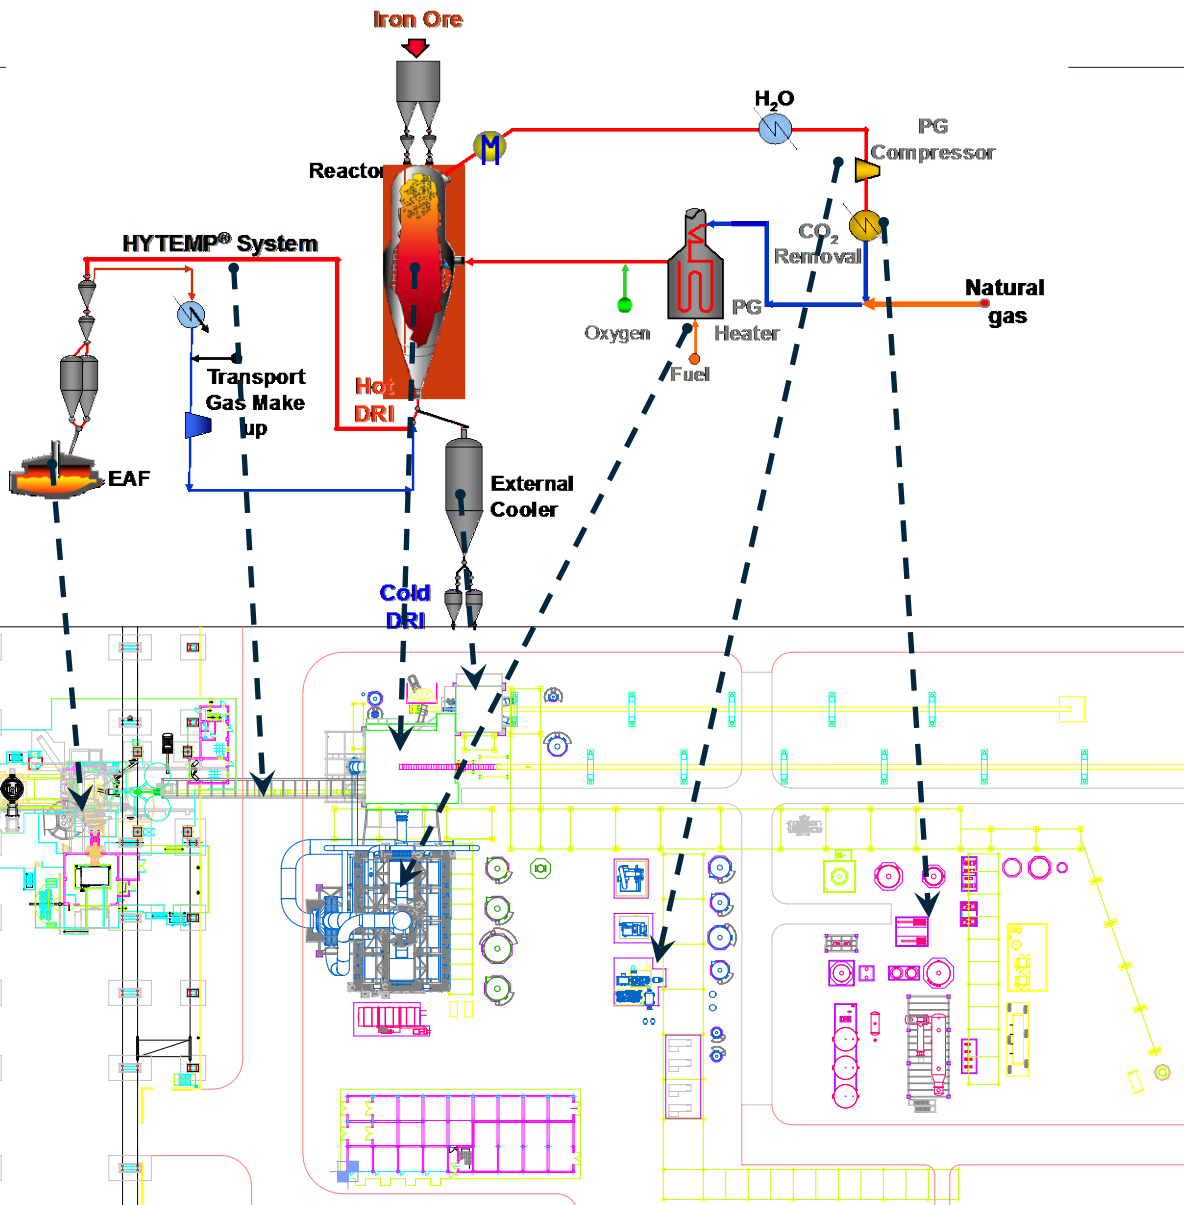 Iron Ore
H2O
PG
Compressor
Reactor
M
HYTEMP® System
CO2
Removal
Natural
gas
Oxygen
PG
Heater
Fuel
Transport
Gas Make
up
Hot
DRI
EAF
External
Cooler
Cold
DRI